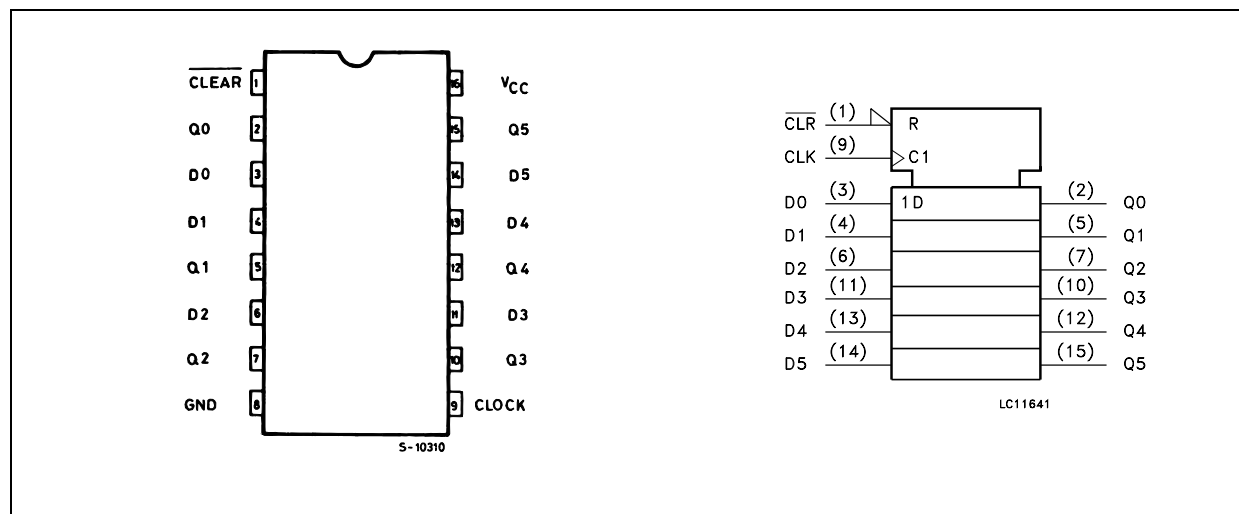 CLEAR 1 16 VCC
Q0 2 15 Q5
D0 3 14 D5
D1 4 13 D4
Q1 5 12 Q4
D2 6 11 D3
Q2 7 10 Q3
GND 8 9 CLOCK
S-10310
CLR (1) R
CLK (9) C1
D0 (3) 1D (2) Q0
D1 (4) (5) Q1
D2 (6) (7) Q2
D3 (11) (10) Q3
D4 (13) (12) Q4
D5 (14) (15) Q5
LC11641